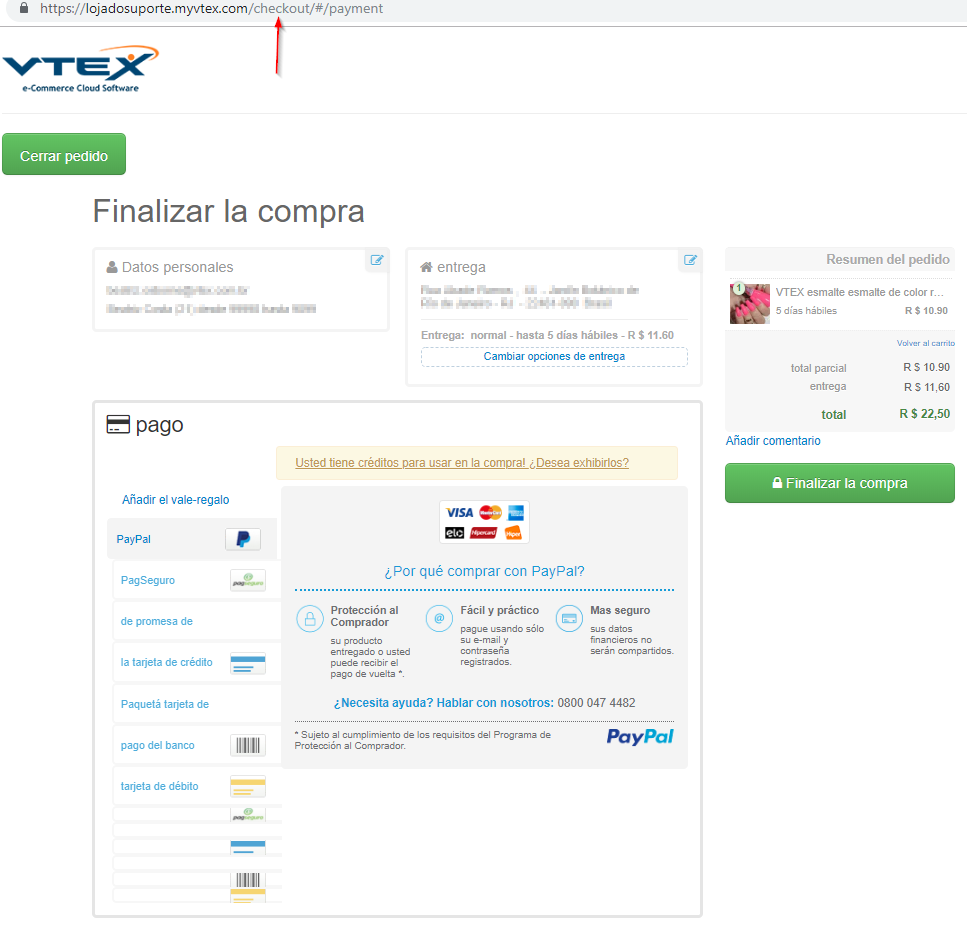 https://lojadosuporte.myvtex.com/checkout/#/payment
VTEX
e-Commerce Cloud Software
Cerrar pedido
Finalizar la compra
Datos personales
entrega
Entrega: normal - hasta 5 días hábiles - R $ 11.60
Cambiar opciones de entrega
Resumen del pedido
1
VTEX esmalte esmalte de color r...
5 días hábiles R $ 10.90
Volver al carrito
total parcial R $ 10.90
entrega R $ 11,60
total R $ 22,50
Añadir comentario
Finalizar la compra
pago
Usted tiene créditos para usar en la compra! ¿Desea exhibirlos?
Añadir el vale-regalo
PayPal
PagSeguro
pagseguro
de promesa de
la tarjeta de crédito
Paquetá tarjeta de
pago del banco
tarjeta de débito
pagseguro
VISA MasterCard
elo Hipercard Hiper
¿Por qué comprar con PayPal?
Protección al
Comprador
su producto
entregado o usted
puede recibir el
pago de vuelta *.
@
Fácil y práctico
pague usando sólo
su e-mail y
contraseña
registrados.
Mas seguro
sus datos
financieros no
serán compartidos.
¿Necesita ayuda? Hablar con nosotros: 0800 047 4482
* Sujeto al cumplimiento de los requisitos del Programa de
Protección al Comprador.
PayPal